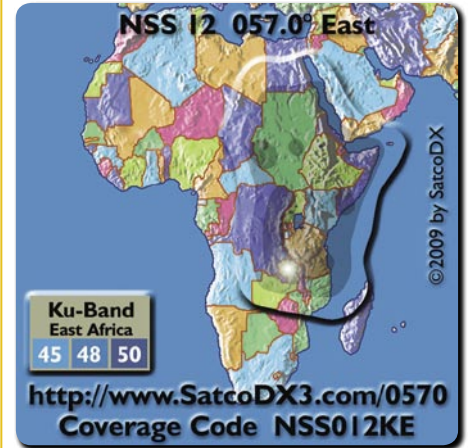 NSS 12 057.0° East
©2009 by SatcoDX
Ku-Band
East Africa
45 48 50
http://www.SatcoDX3.com/0570
Coverage Code NSS012KE